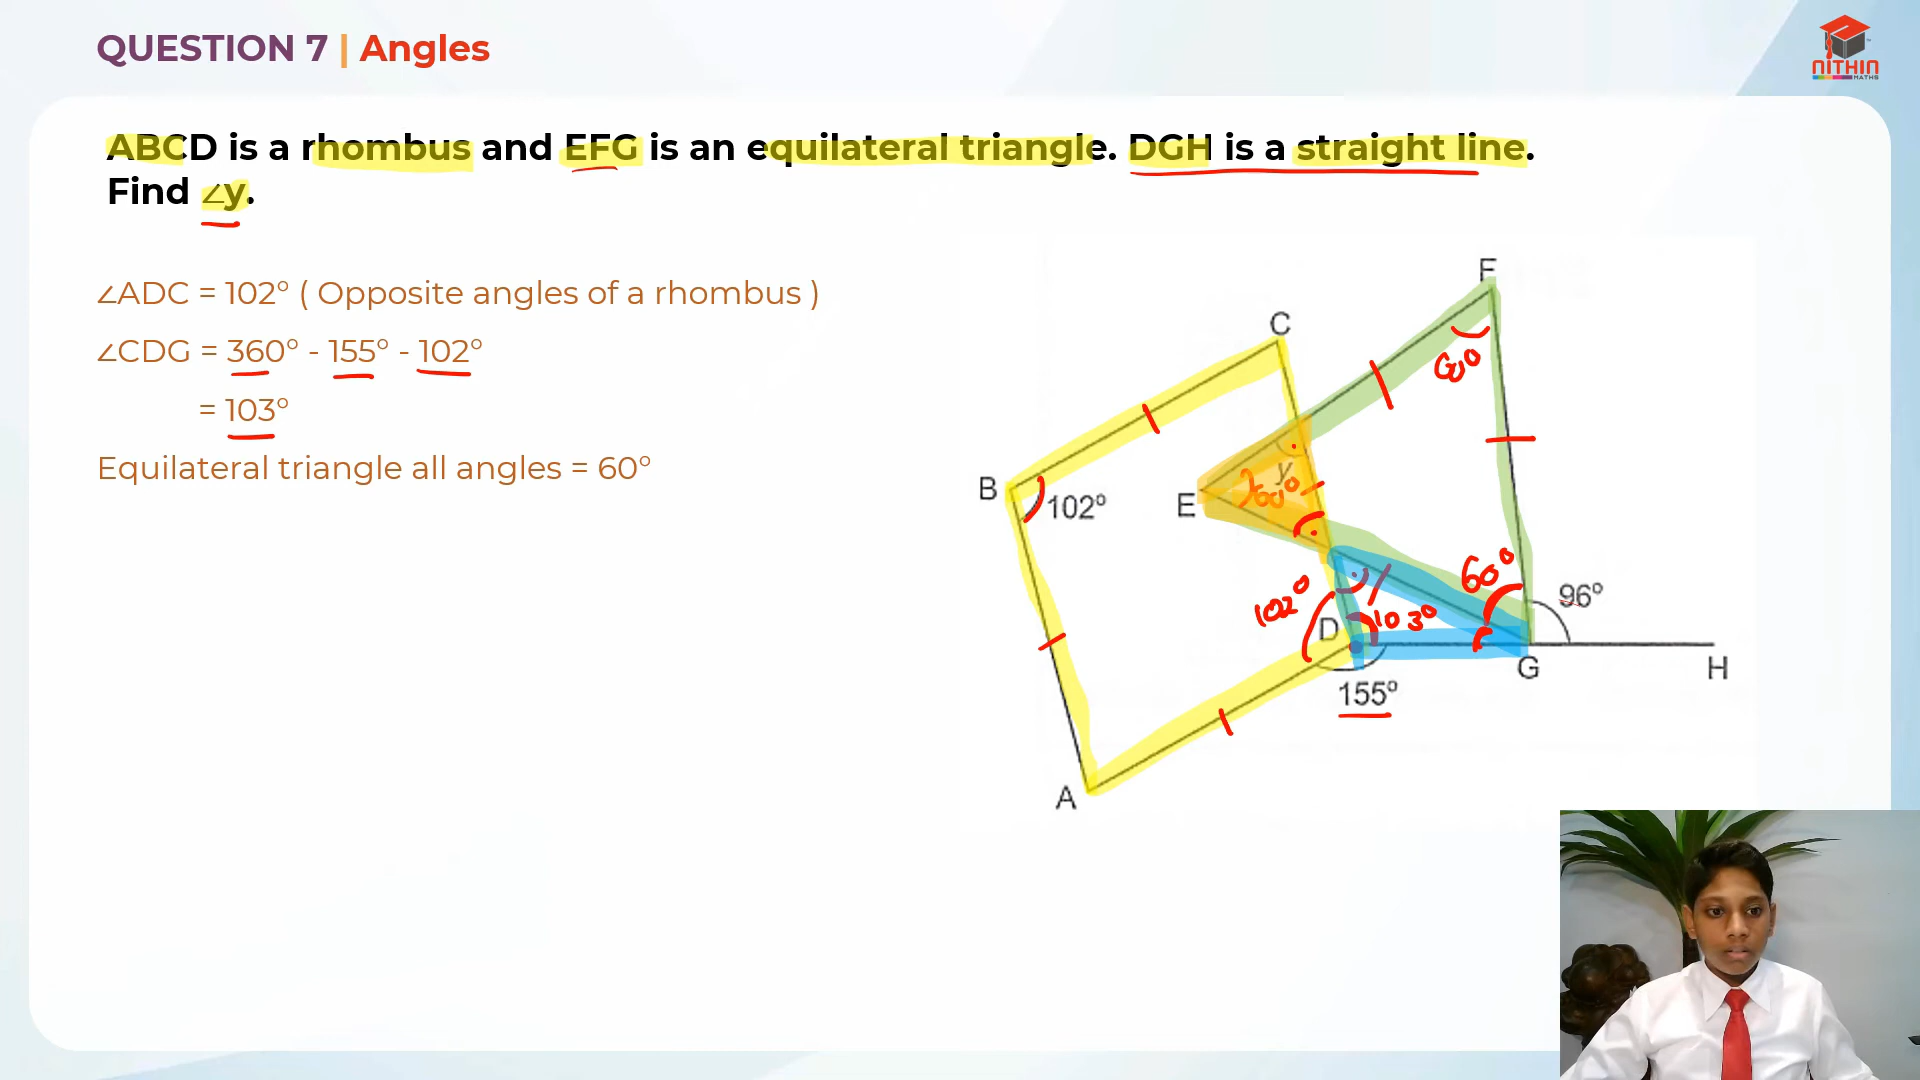 QUESTION 7 | Angles
NITHIN
MATHS
ABCD is a rhombus and EFG is an equilateral triangle. DGH is a straight line.
Find ∠y.
∠ADC = 102° ( Opposite angles of a rhombus )
∠CDG = 360° - 155° - 102°
= 103°
Equilateral triangle all angles = 60°
F
C
60°
B
102°
y
E
60°
60°
96°
102°
D
103°
G
H
155°
A